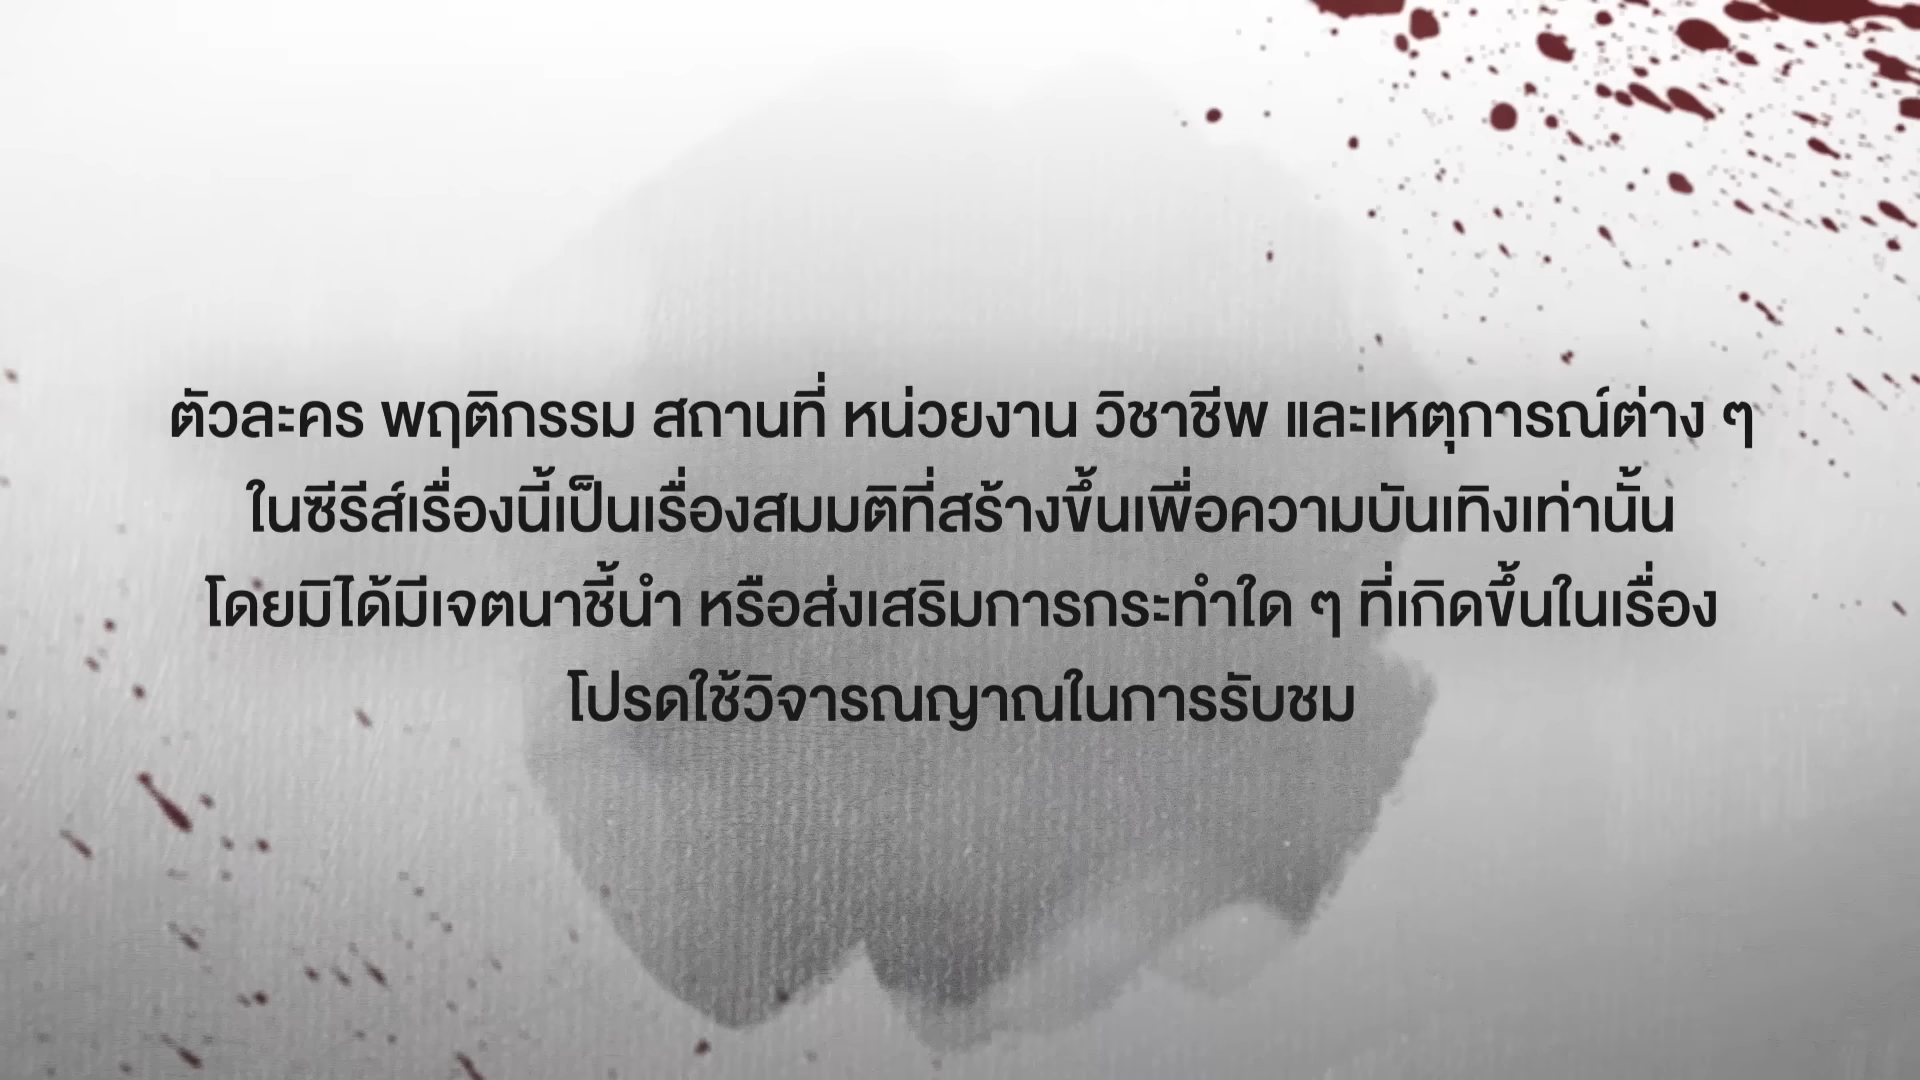 ตัวละคร พฤติกรรม สถานที่ หน่วยงาน วิชาชีพ และเหตุการณ์ต่าง ๆ
ในซีรีส์เรื่องนี้เป็นเรื่องสมมติที่สร้างขึ้นเพื่อความบันเทิงเท่านั้น
โดยมิได้มีเจตนาชี้นำ หรือส่งเสริมการกระทำใด ๆ ที่เกิดขึ้นในเรื่อง
โปรดใช้วิจารณญาณในการรับชม